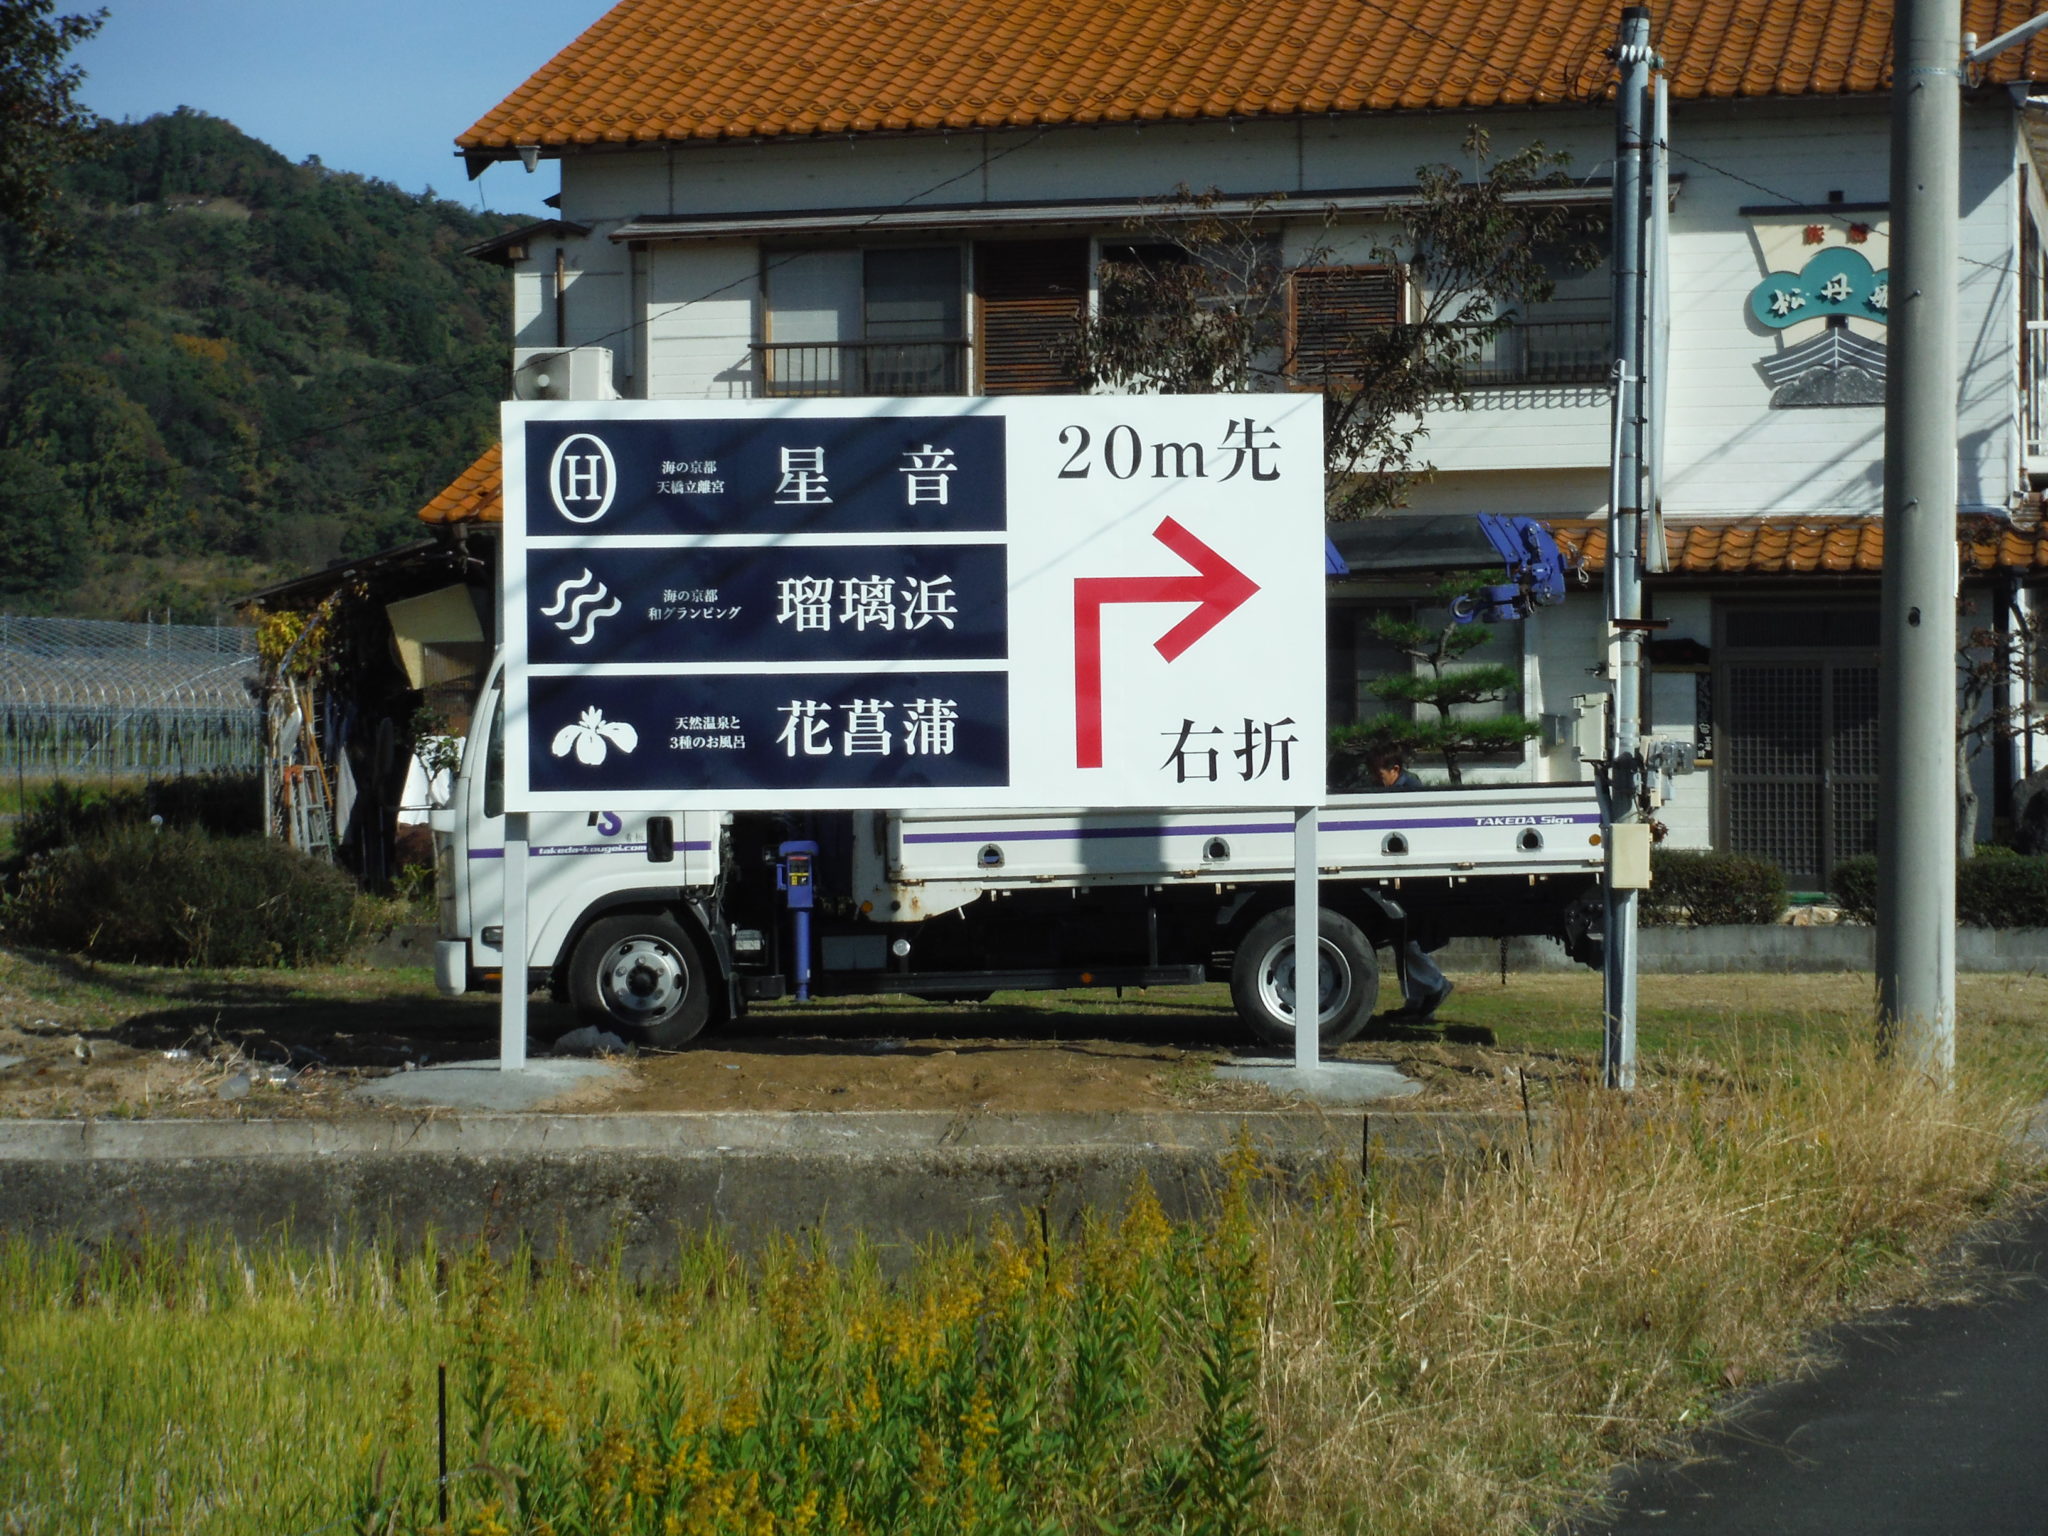 海の京都
天橋立離宮
星 音
海の京都
和グランピング
瑠璃浜
天然温泉と
3種のお風呂
花菖蒲
20m先
右折
H
松丹
TAKEDA Sign
takeda-kougei.com